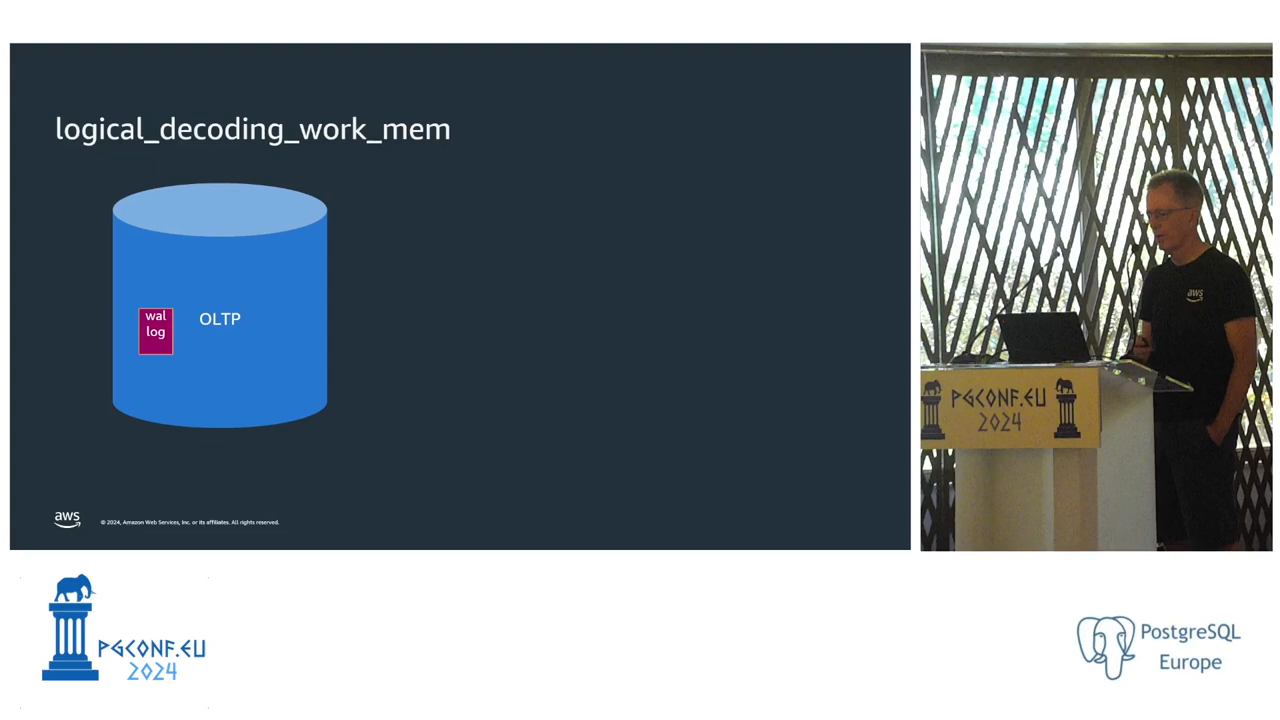 logical_decoding_work_mem
wal
log
OLTP
aws
© 2024, Amazon Web Services, Inc. or its affiliates. All rights reserved.
aws
PGCONF.EU
2024
PGCONF.EU
2024
PostgreSQL
Europe